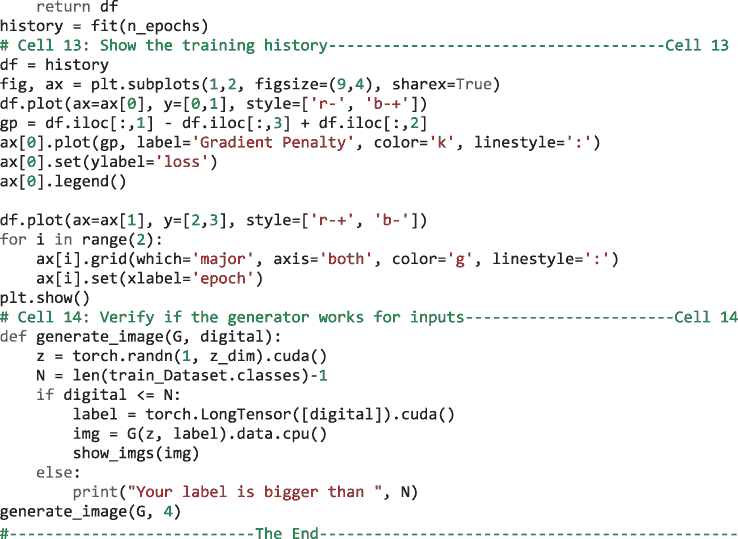 return df
history = fit(n_epochs)
# Cell 13: Show the training history-------------------------------------Cell 13
df = history
fig, ax = plt.subplots(1,2, figsize=(9,4), sharex=True)
df.plot(ax=ax[0], y=[0,1], style=['r-', 'b-+'])
gp = df.iloc[:,1] - df.iloc[:,3] + df.iloc[:,2]
ax[0].plot(gp, label='Gradient Penalty', color='k', linestyle=':')
ax[0].set(ylabel='loss')
ax[0].legend()

df.plot(ax=ax[1], y=[2,3], style=['r-+', 'b-'])
for i in range(2):
    ax[i].grid(which='major', axis='both', color='g', linestyle=':')
    ax[i].set(xlabel='epoch')
plt.show()
# Cell 14: Verify if the generator works for inputs-----------------------Cell 14
def generate_image(G, digital):
    z = torch.randn(1, z_dim).cuda()
    N = len(train_Dataset.classes)-1
    if digital <= N:
        label = torch.LongTensor([digital]).cuda()
        img = G(z, label).data.cpu()
        show_imgs(img)
    else:
        print("Your label is bigger than ", N)
generate_image(G, 4)
#---------------------------The End----------------------------------------------